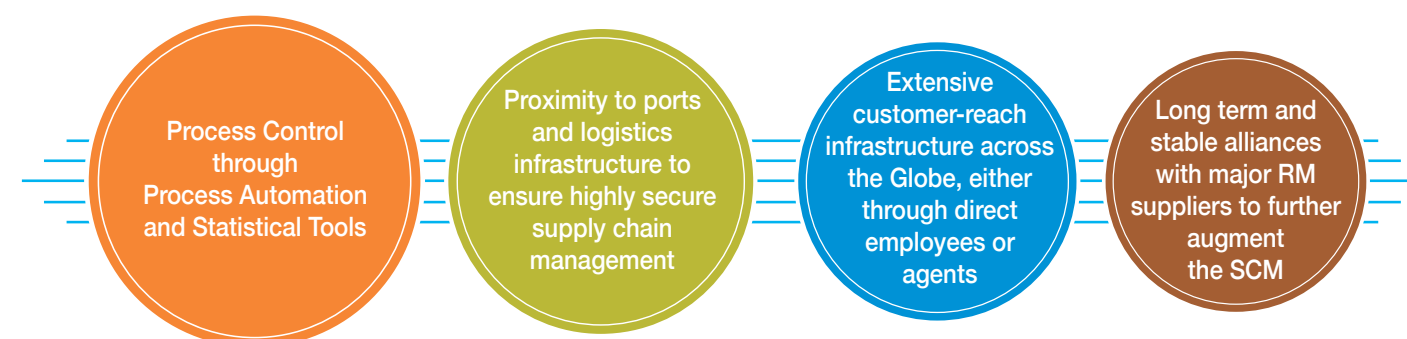 Process Control
through
Process Automation
and Statistical Tools
Proximity to ports
and logistics
infrastructure to
ensure highly secure
supply chain
management
Extensive
customer-reach
infrastructure across
the Globe, either
through direct
employees or
agents
Long term and
stable alliances
with major RM
suppliers to further
augment
the SCM